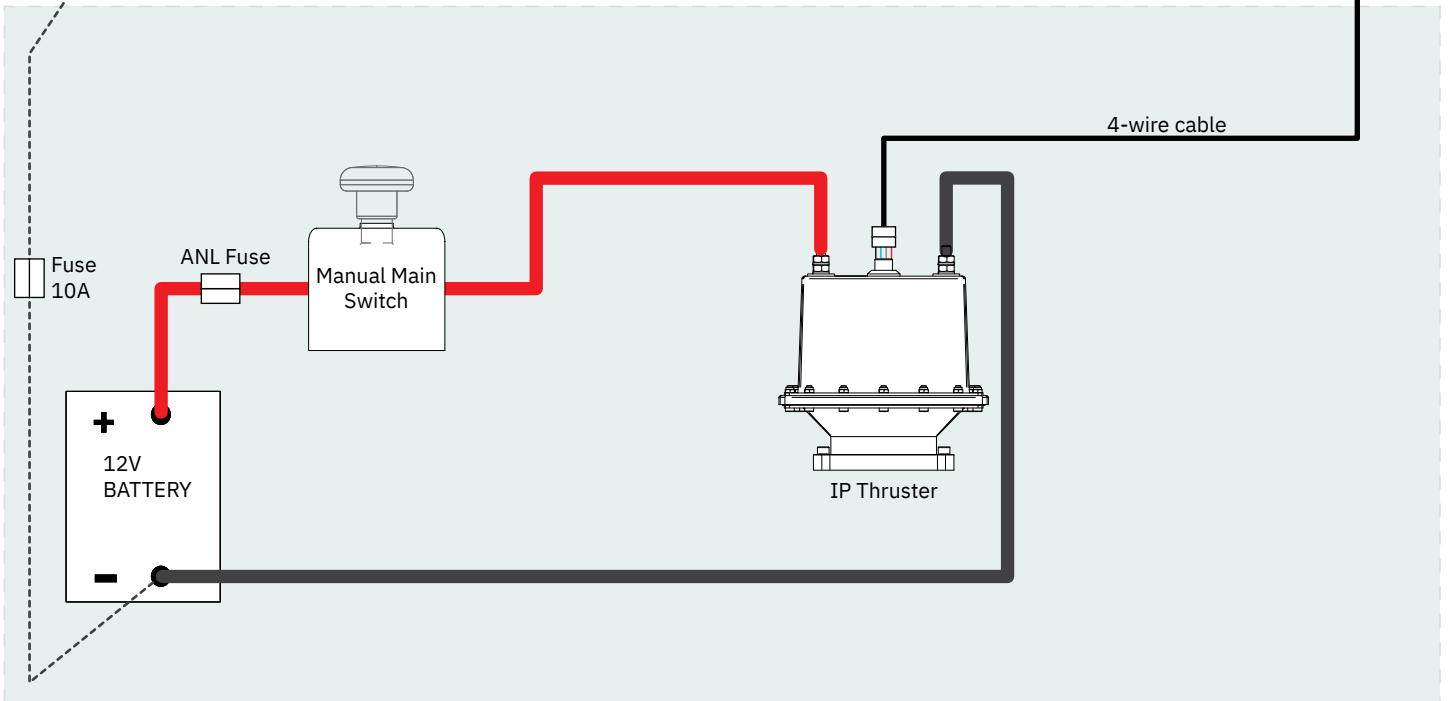 4-wire cable
ANL Fuse
Fuse
10A
Manual Main
Switch
+
12V
BATTERY
-
IP Thruster